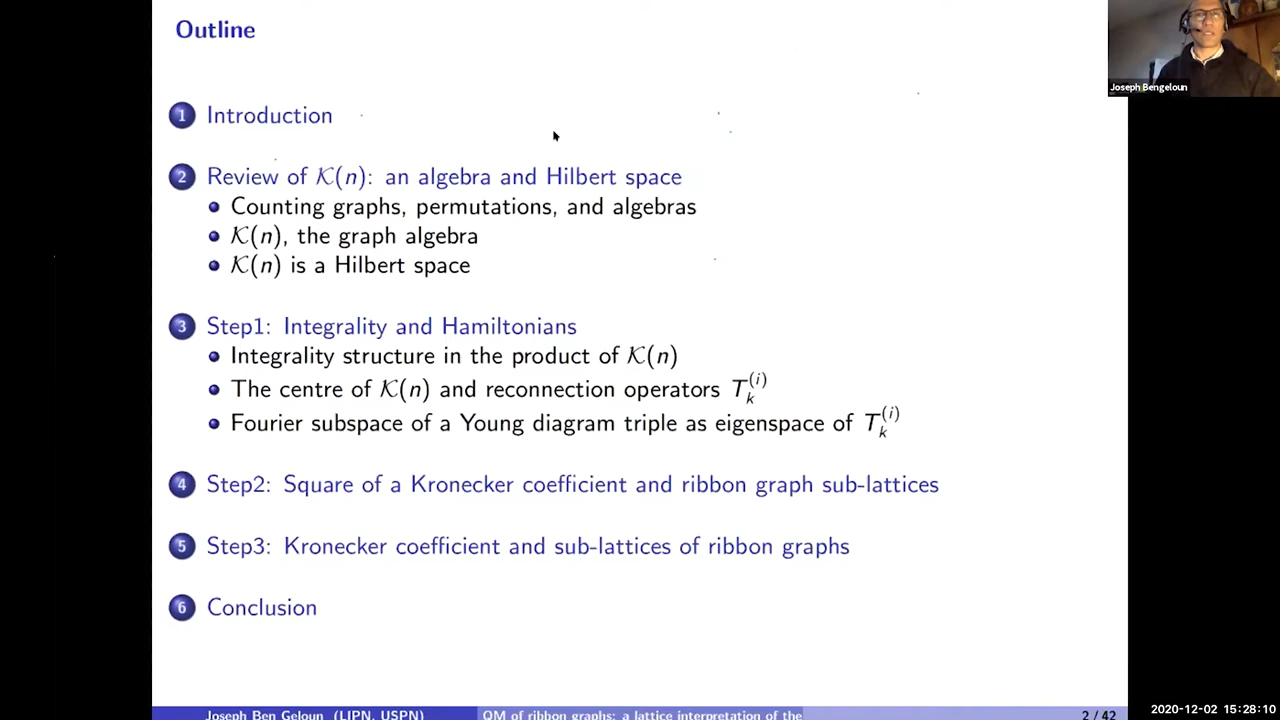 Outline
Joseph Bengeloun
1 Introduction
2 Review of 𝒦(n): an algebra and Hilbert space
Counting graphs, permutations, and algebras
𝒦(n), the graph algebra
𝒦(n) is a Hilbert space
3 Step1: Integrality and Hamiltonians
Integrality structure in the product of 𝒦(n)
The centre of 𝒦(n) and reconnection operators T_k^{(i)}
Fourier subspace of a Young diagram triple as eigenspace of T_k^{(i)}
4 Step2: Square of a Kronecker coefficient and ribbon graph sub-lattices
5 Step3: Kronecker coefficient and sub-lattices of ribbon graphs
6 Conclusion
Joseph Ben Geloun (LIPN, USPN) QM of ribbon graphs: a lattice interpretation of the 2 / 42
2020-12-02 15:28:10